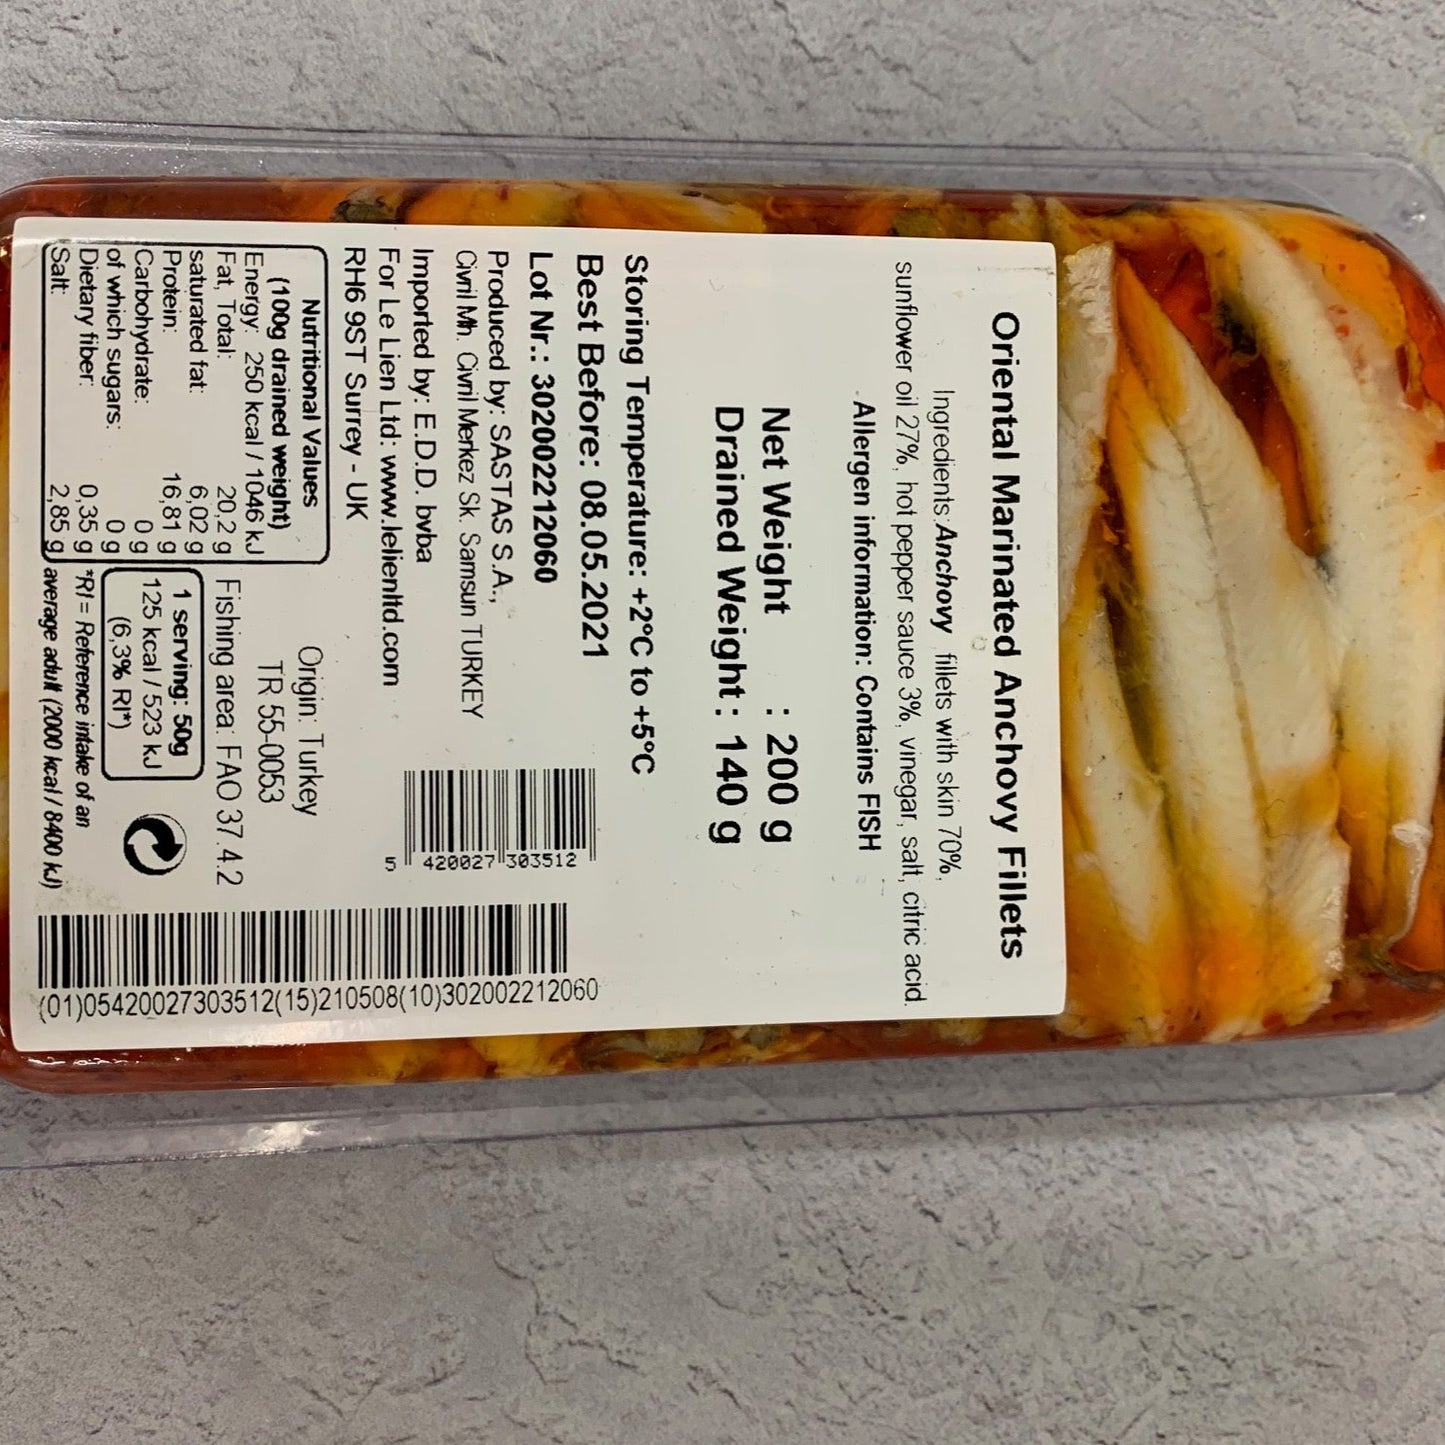 Oriental Marinated Anchovy Fillets
Ingredients:Anchovy fillets with skin 70%,
sunflower oil 27%, hot pepper sauce 3%, vinegar, salt, citric acid.
Allergen information: Contains FISH
Net Weight : 200 g
Drained Weight : 140 g
Storing Temperature: +2°C to +5°C
Best Before: 08.05.2021
Lot Nr.: 302002212060
Produced by: SASTAS S.A.,
Civril Mh. Civril Merkez Sk. Samsun TURKEY
Imported by: E.D.D. bvba
For Le Lien Ltd: www.lelienltd.com
RH6 9ST Surrey - UK
5 420027 303512
Nutritional Values
(100g drained weight)
Energy: 250 kcal / 1046 kJ
Fat, Total: 20,2 g
saturated fat: 6,02 g
Protein: 16,81 g
Carbohydrate: 0 g
of which sugars: 0 g
Dietary fiber: 0,35 g
Salt: 2,85 g
Origin: Turkey
TR 55-0053
Fishing area: FAO 37.4.2
1 serving: 50g
125 kcal / 523 kJ
(6,3% RI*)
*RI = Reference intake of an
average adult (2000 kcal / 8400 kJ)
(01)05420027303512(15)210508(10)302002212060